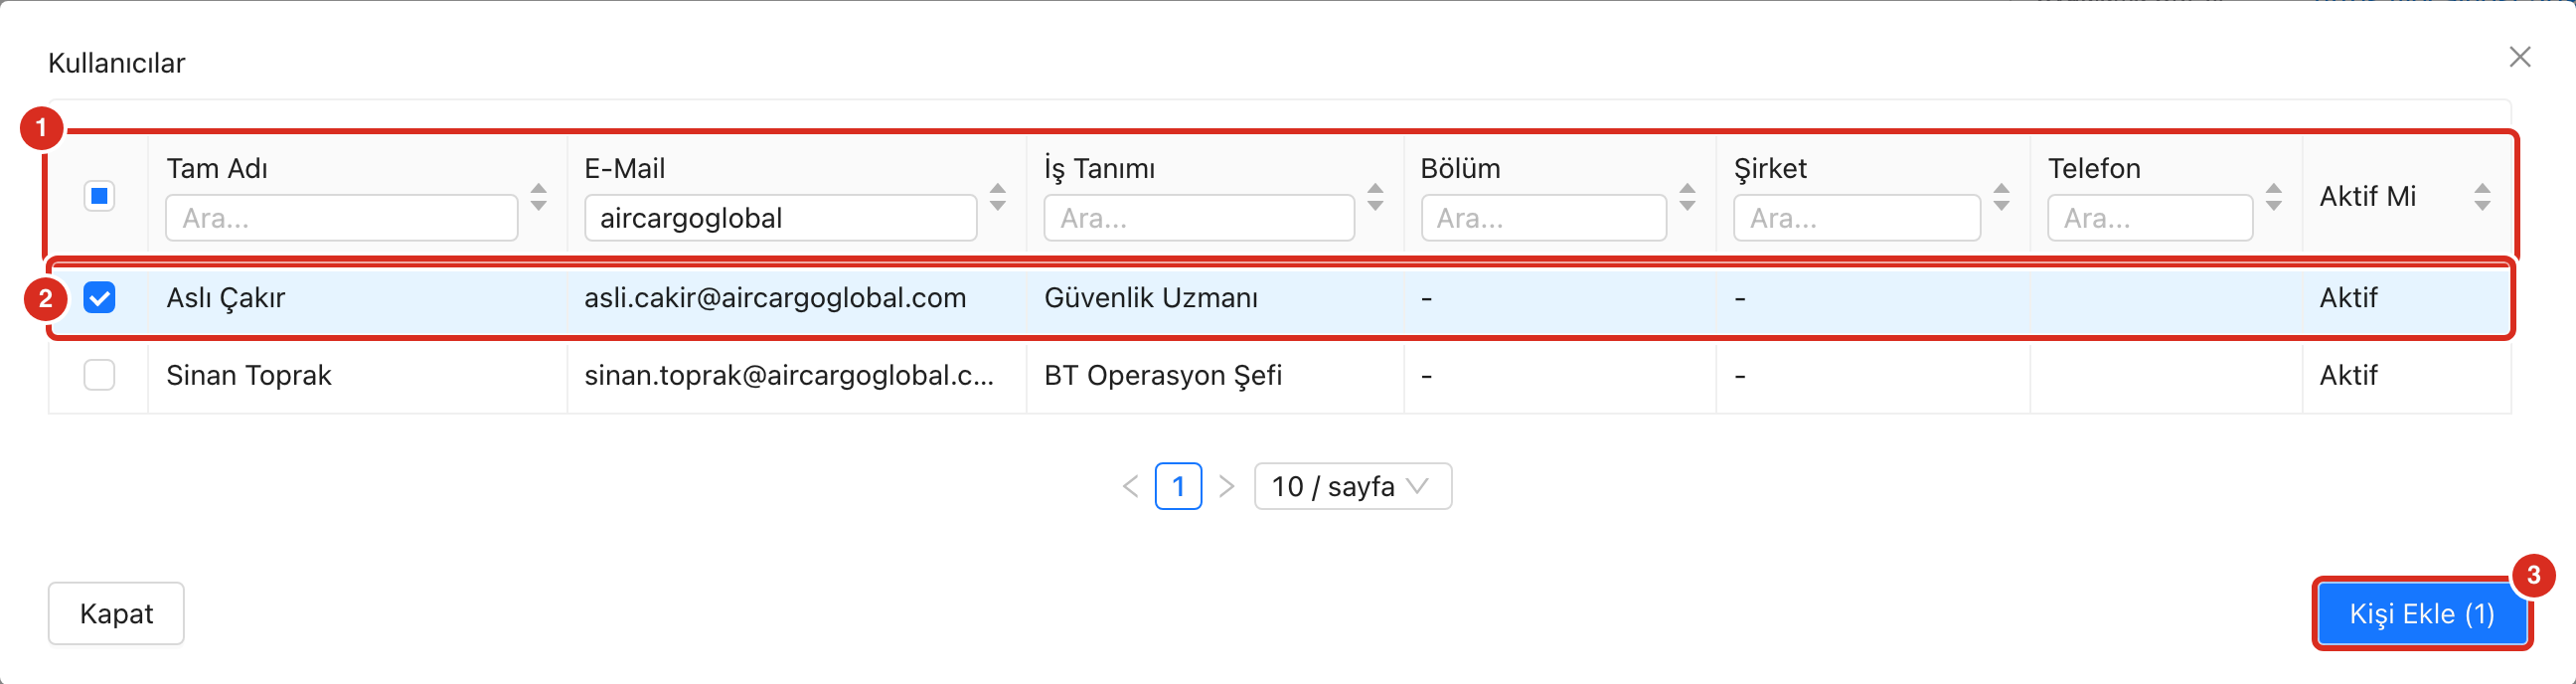 Kullanıcılar
1
Tam Adı E-Mail İş Tanımı Bölüm Şirket Telefon Aktif Mi
Ara... aircargoglobal Ara... Ara... Ara... Ara...
2 Aslı Çakır asli.cakir@aircargoglobal.com Güvenlik Uzmanı - - Aktif
Sinan Toprak sinan.toprak@aircargoglobal.c... BT Operasyon Şefi - - Aktif
1 10 / sayfa
3
Kapat Kişi Ekle (1)